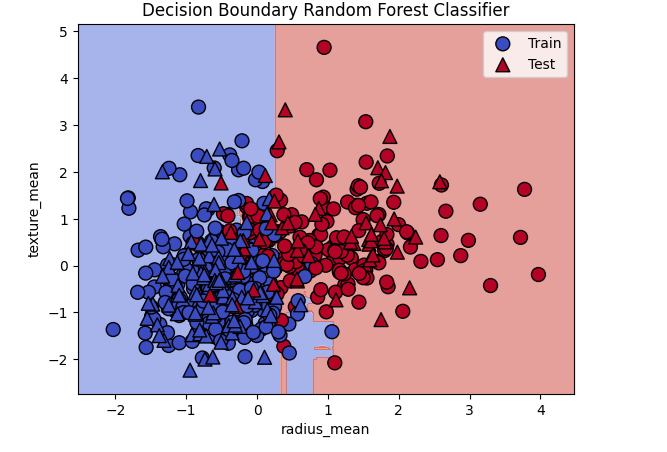 Decision Boundary Random Forest Classifier
5
4
3
2
1
0
−1
−2
texture_mean
Train
Test
−2 −1 0 1 2 3 4
radius_mean